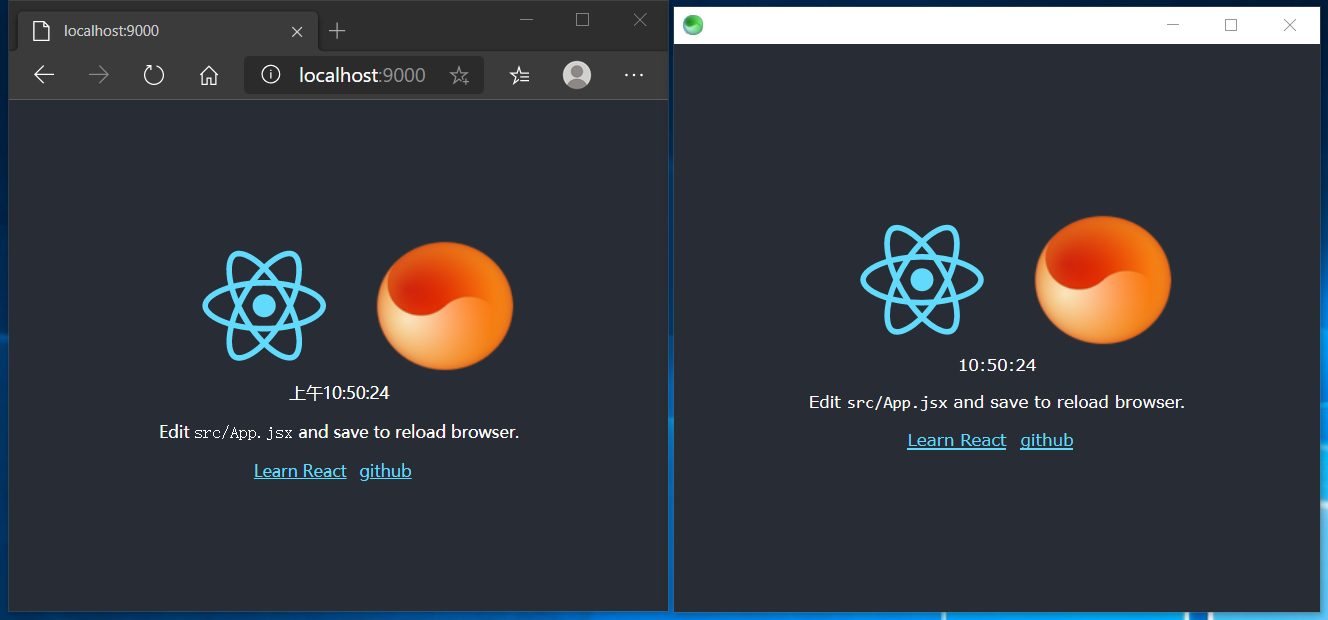 localhost:9000
localhost:9000
上午10:50:24
Edit src/App.jsx and save to reload browser.
Learn React github
10:50:24
Edit src/App.jsx and save to reload browser.
Learn React github